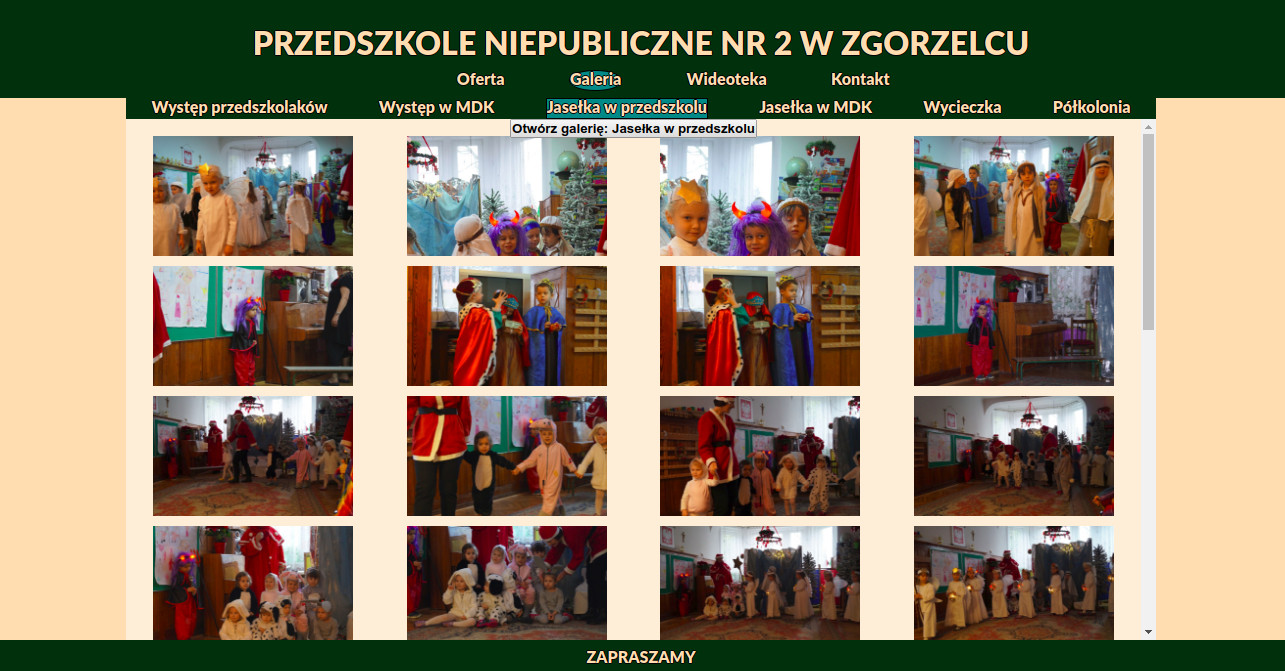 PRZEDSZKOLE NIEPUBLICZNE NR 2 W ZGORZELCU
Oferta Galeria Wideoteka Kontakt
Występ przedszkolaków Występ w MDK Jasełka w przedszkolu Jasełka w MDK Wycieczka Półkolonia
Otwórz galerię: Jasełka w przedszkolu
ZAPRASZAMY